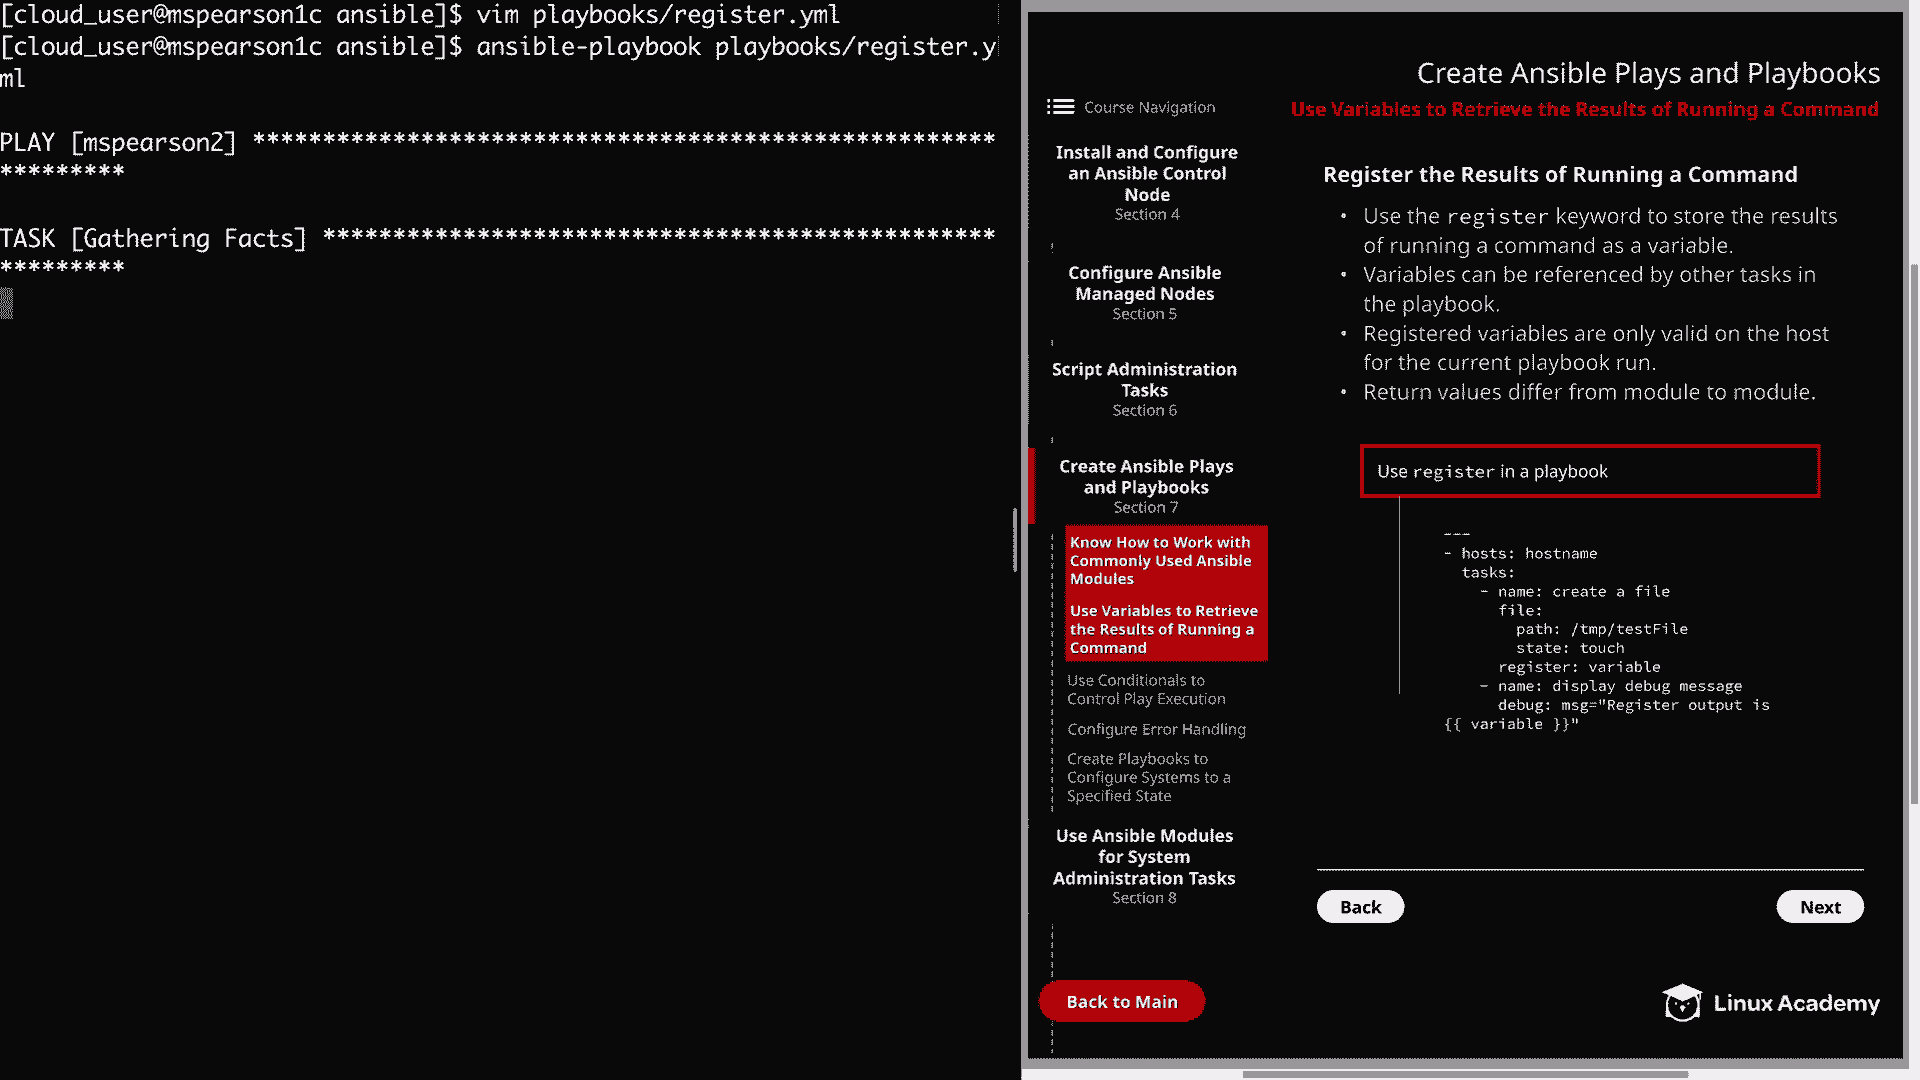 [cloud_user@mspearson1c ansible]$ vim playbooks/register.yml
[cloud_user@mspearson1c ansible]$ ansible-playbook playbooks/register.y
ml
PLAY [mspearson2] *****************************************************
*********
TASK [Gathering Facts] ************************************************
*********
Create Ansible Plays and Playbooks
Course Navigation
Use Variables to Retrieve the Results of Running a Command
Install and Configure
an Ansible Control
Node
Section 4
Configure Ansible
Managed Nodes
Section 5
Script Administration
Tasks
Section 6
Create Ansible Plays
and Playbooks
Section 7
Know How to Work with
Commonly Used Ansible
Modules
Use Variables to Retrieve
the Results of Running a
Command
Use Conditionals to
Control Play Execution
Configure Error Handling
Create Playbooks to
Configure Systems to a
Specified State
Use Ansible Modules
for System
Administration Tasks
Section 8
Back to Main
Register the Results of Running a Command
• Use the register keyword to store the results
of running a command as a variable.
• Variables can be referenced by other tasks in
the playbook.
• Registered variables are only valid on the host
for the current playbook run.
• Return values differ from module to module.
Use register in a playbook
---
- hosts: hostname
  tasks:
    - name: create a file
      file:
        path: /tmp/testFile
        state: touch
      register: variable
    - name: display debug message
      debug: msg="Register output is
{{ variable }}"
Back
Next
Linux Academy